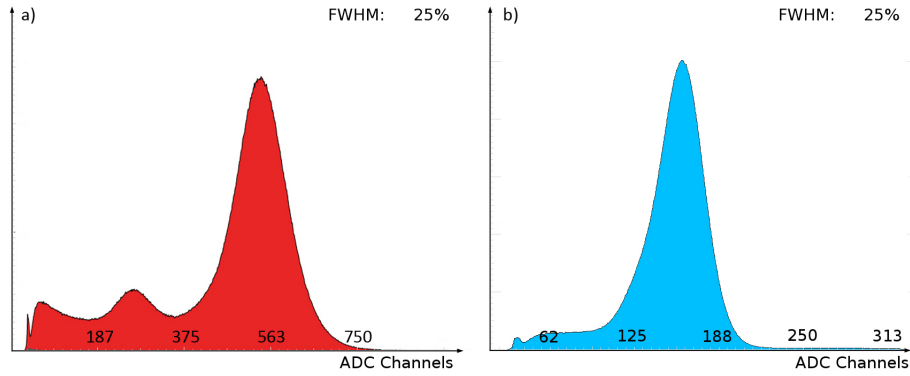 a)
FWHM: 25%
187 375 563 750
ADC Channels
b)
FWHM: 25%
62 125 188 250 313
ADC Channels